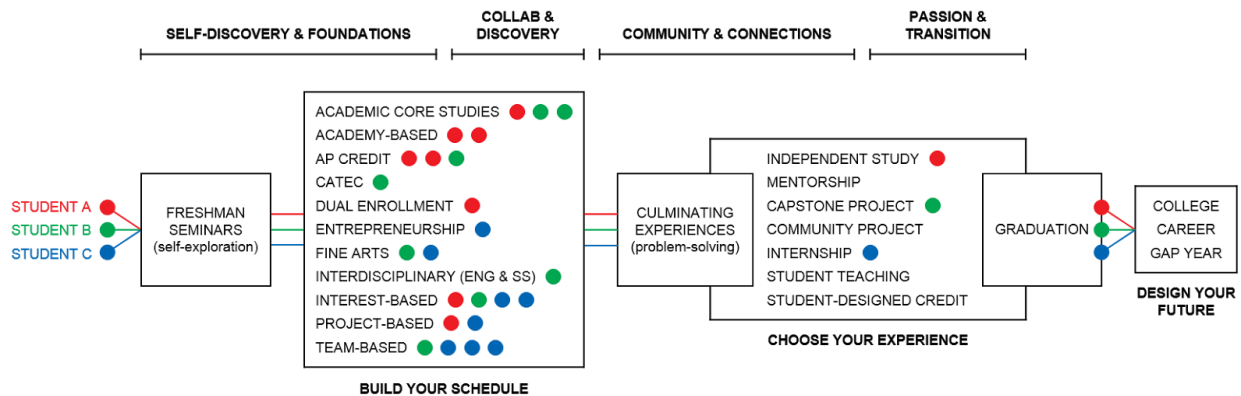 SELF-DISCOVERY & FOUNDATIONS
COLLAB &
DISCOVERY
COMMUNITY & CONNECTIONS
PASSION &
TRANSITION
STUDENT A
STUDENT B
STUDENT C
FRESHMAN
SEMINARS
(self-exploration)
ACADEMIC CORE STUDIES
ACADEMY-BASED
AP CREDIT
CATEC
DUAL ENROLLMENT
ENTREPRENEURSHIP
FINE ARTS
INTERDISCIPLINARY (ENG & SS)
INTEREST-BASED
PROJECT-BASED
TEAM-BASED
BUILD YOUR SCHEDULE
CULMINATING
EXPERIENCES
(problem-solving)
INDEPENDENT STUDY
MENTORSHIP
CAPSTONE PROJECT
COMMUNITY PROJECT
INTERNSHIP
STUDENT TEACHING
STUDENT-DESIGNED CREDIT
CHOOSE YOUR EXPERIENCE
GRADUATION
COLLEGE
CAREER
GAP YEAR
DESIGN YOUR
FUTURE